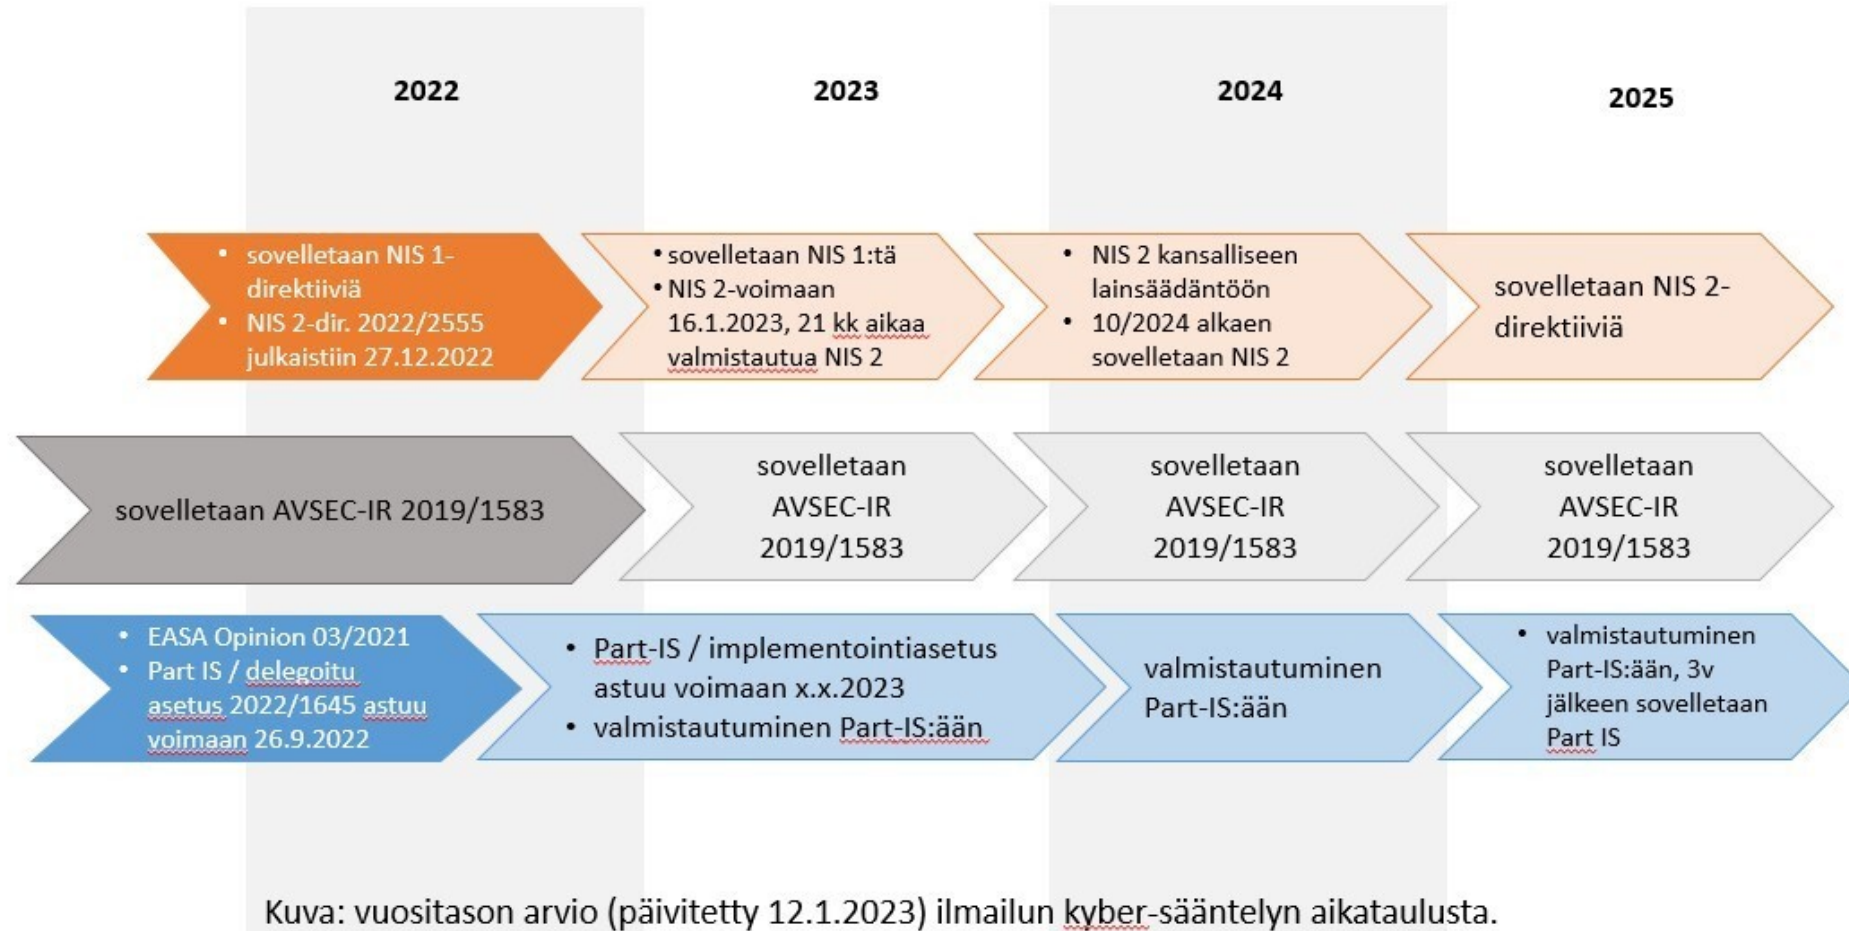 2022
2023
2024
2025
• sovelletaan NIS 1-
direktiiviä
• NIS 2-dir. 2022/2555
julkaistiin 27.12.2022
• sovelletaan NIS 1:tä
• NIS 2-voimaan
16.1.2023, 21 kk aikaa
valmistautua NIS 2
• NIS 2 kansalliseen
lainsäädäntöön
• 10/2024 alkaen
sovelletaan NIS 2
sovelletaan NIS 2-
direktiiviä
sovelletaan AVSEC-IR 2019/1583
sovelletaan
AVSEC-IR
2019/1583
sovelletaan
AVSEC-IR
2019/1583
sovelletaan
AVSEC-IR
2019/1583
• EASA Opinion 03/2021
• Part IS / delegoitu
asetus 2022/1645 astuu
voimaan 26.9.2022
• Part-IS / implementointiasetus
astuu voimaan x.x.2023
• valmistautuminen Part-IS:ään
valmistautuminen
Part-IS:ään
• valmistautuminen
Part-IS:ään, 3v
jälkeen sovelletaan
Part IS
Kuva: vuositason arvio (päivitetty 12.1.2023) ilmailun kyber-sääntelyn aikataulusta.